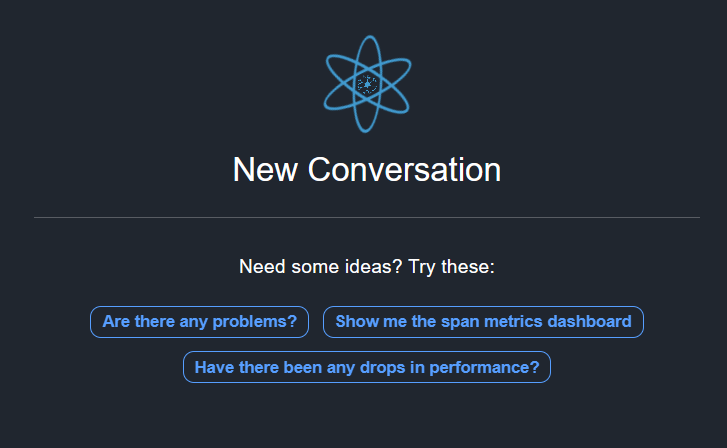 New Conversation
Need some ideas? Try these:
Are there any problems?
Show me the span metrics dashboard
Have there been any drops in performance?